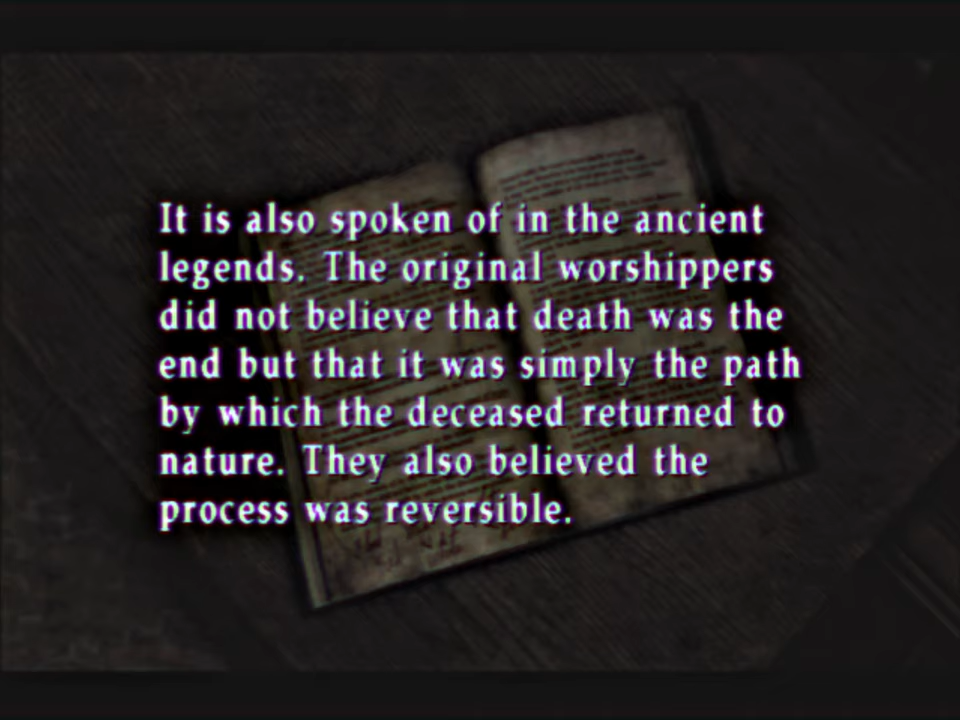 It is also spoken of in the ancient
legends. The original worshippers
did not believe that death was the
end but that it was simply the path
by which the deceased returned to
nature. They also believed the
process was reversible.